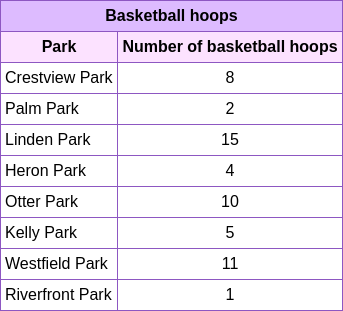 Basketball hoops
Park Number of basketball hoops
Crestview Park 8
Palm Park 2
Linden Park 15
Heron Park 4
Otter Park 10
Kelly Park 5
Westfield Park 11
Riverfront Park 1